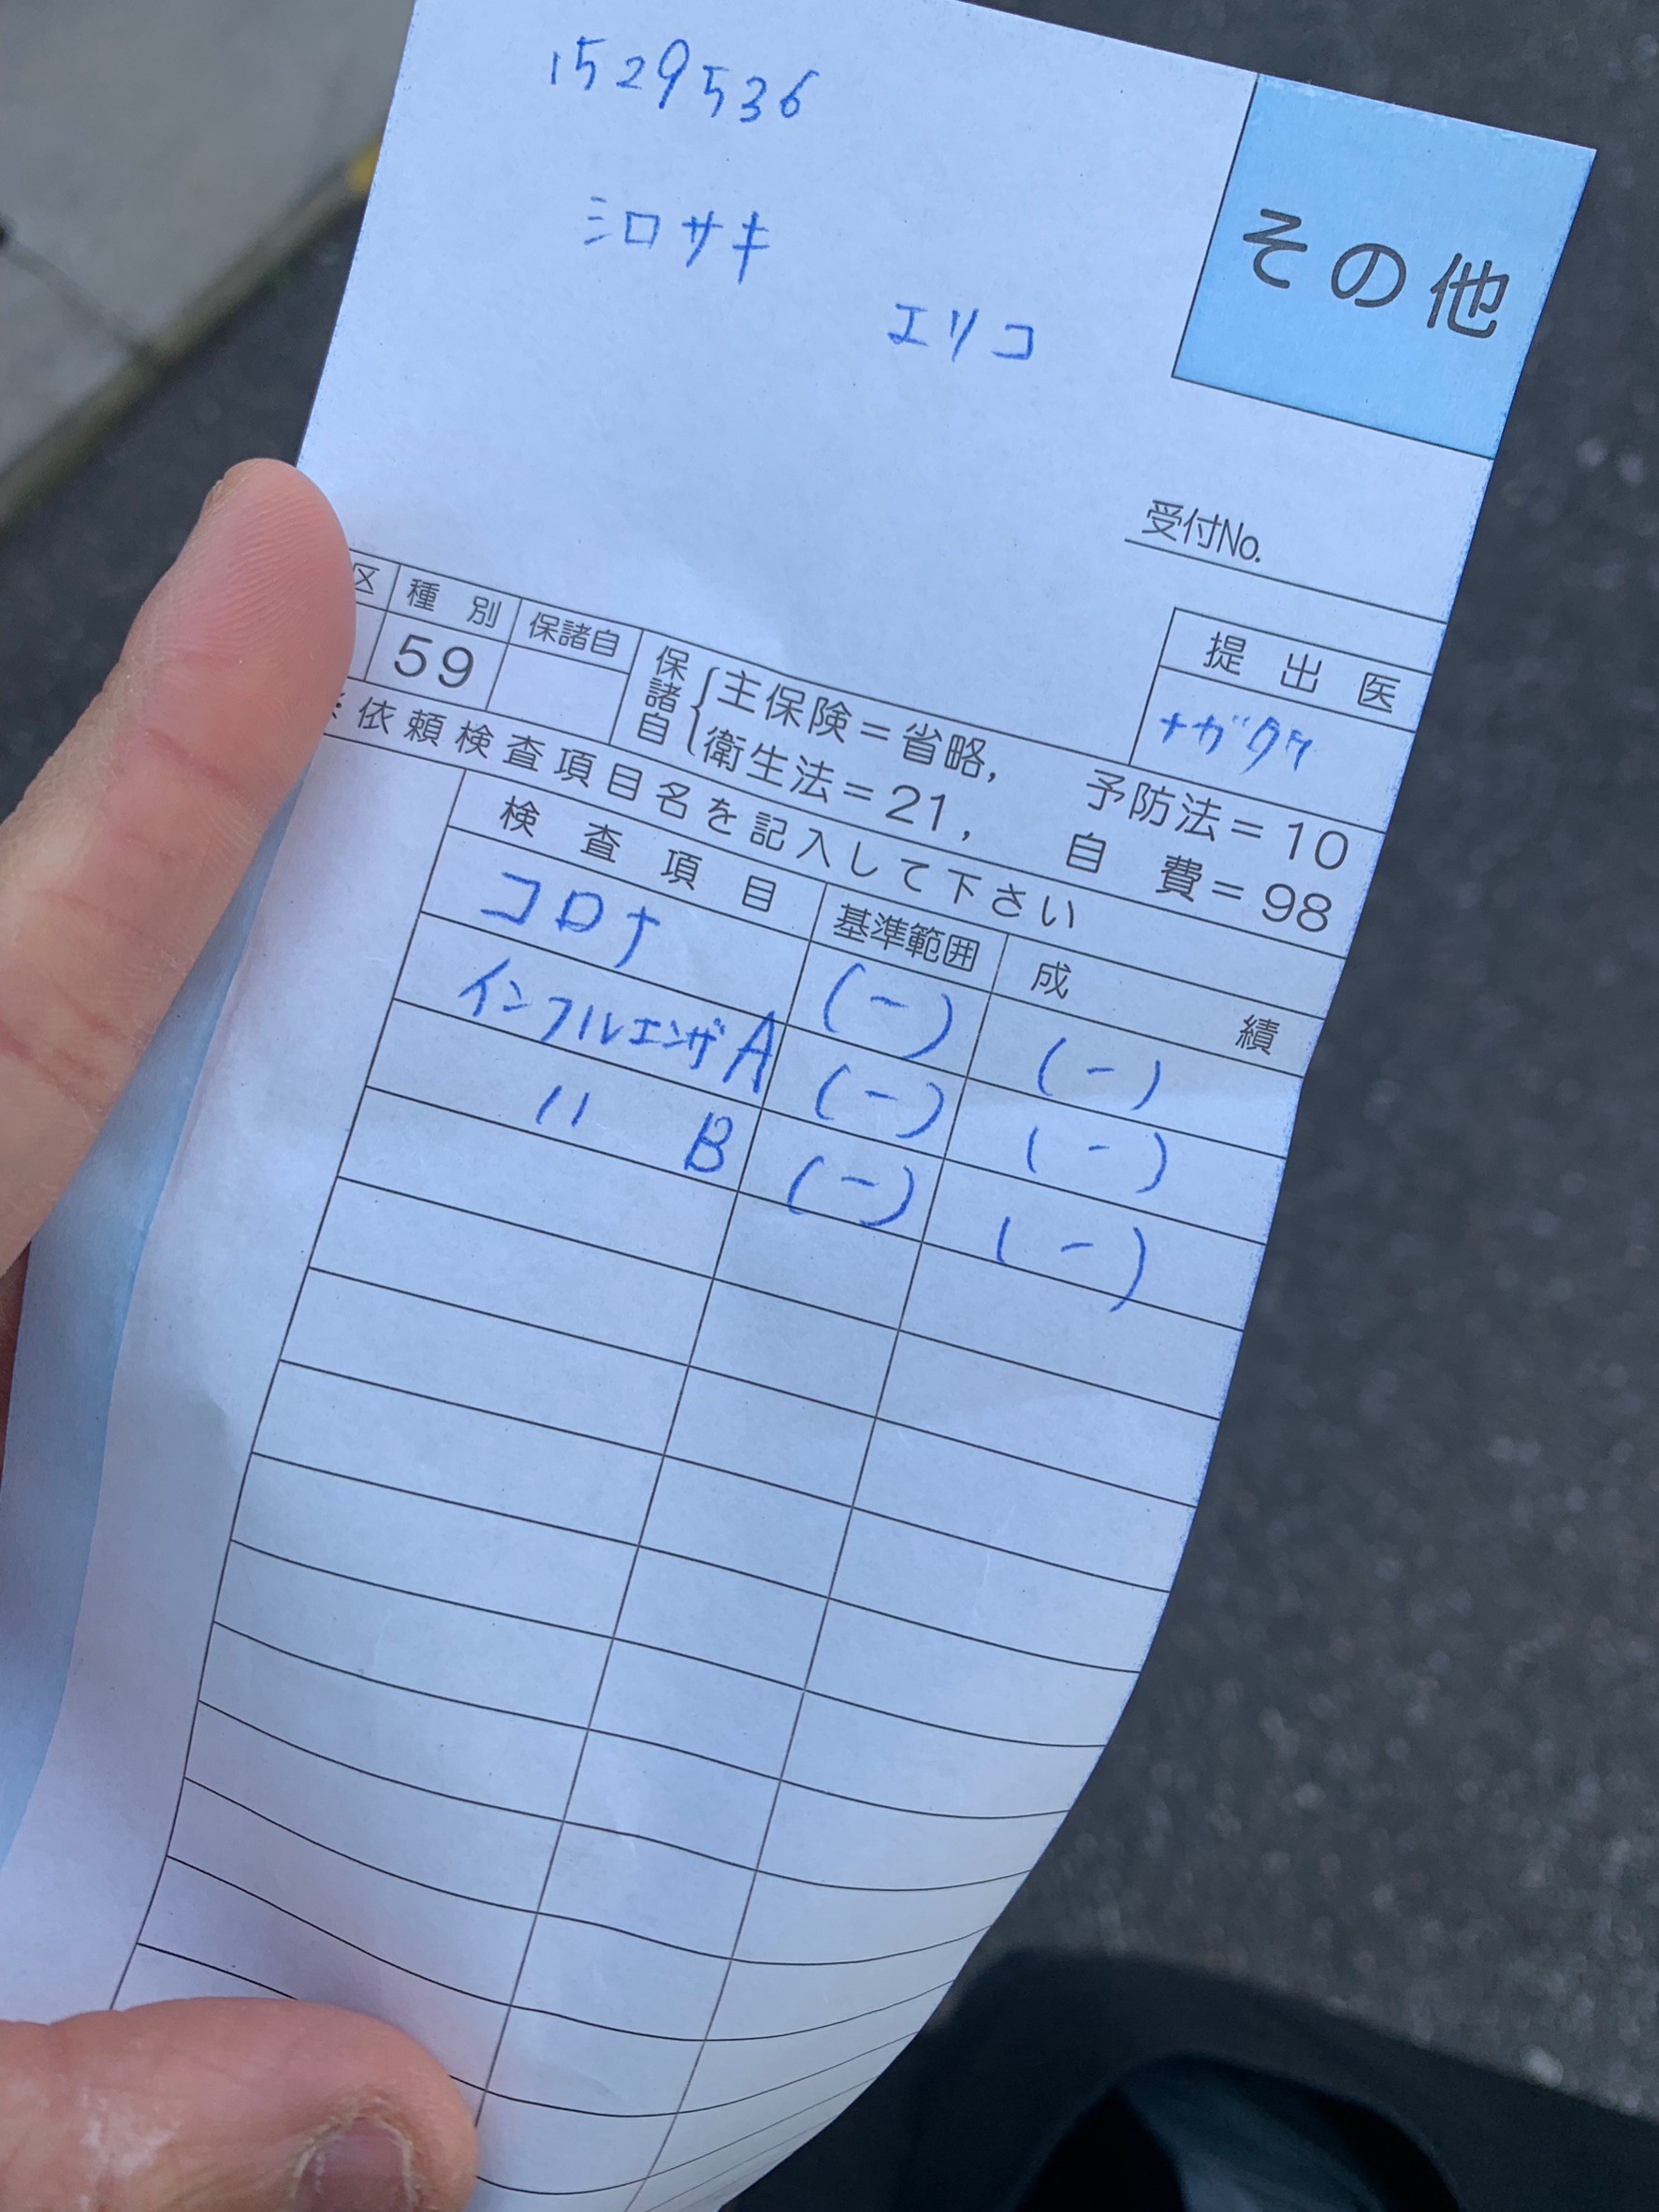 1529536
シロサキ
エリコ
その他
受付No.
区 種別 保諸自
59
保諸自
主保険＝省略， 予防法＝10
衛生法＝21， 自費＝98
提出医
ナガタケ
依頼検査項目名を記入して下さい
検査項目 基準範囲 成績
コロナ (-) (-)
インフルエンザA (-) (-)
〃 B (-) (-)